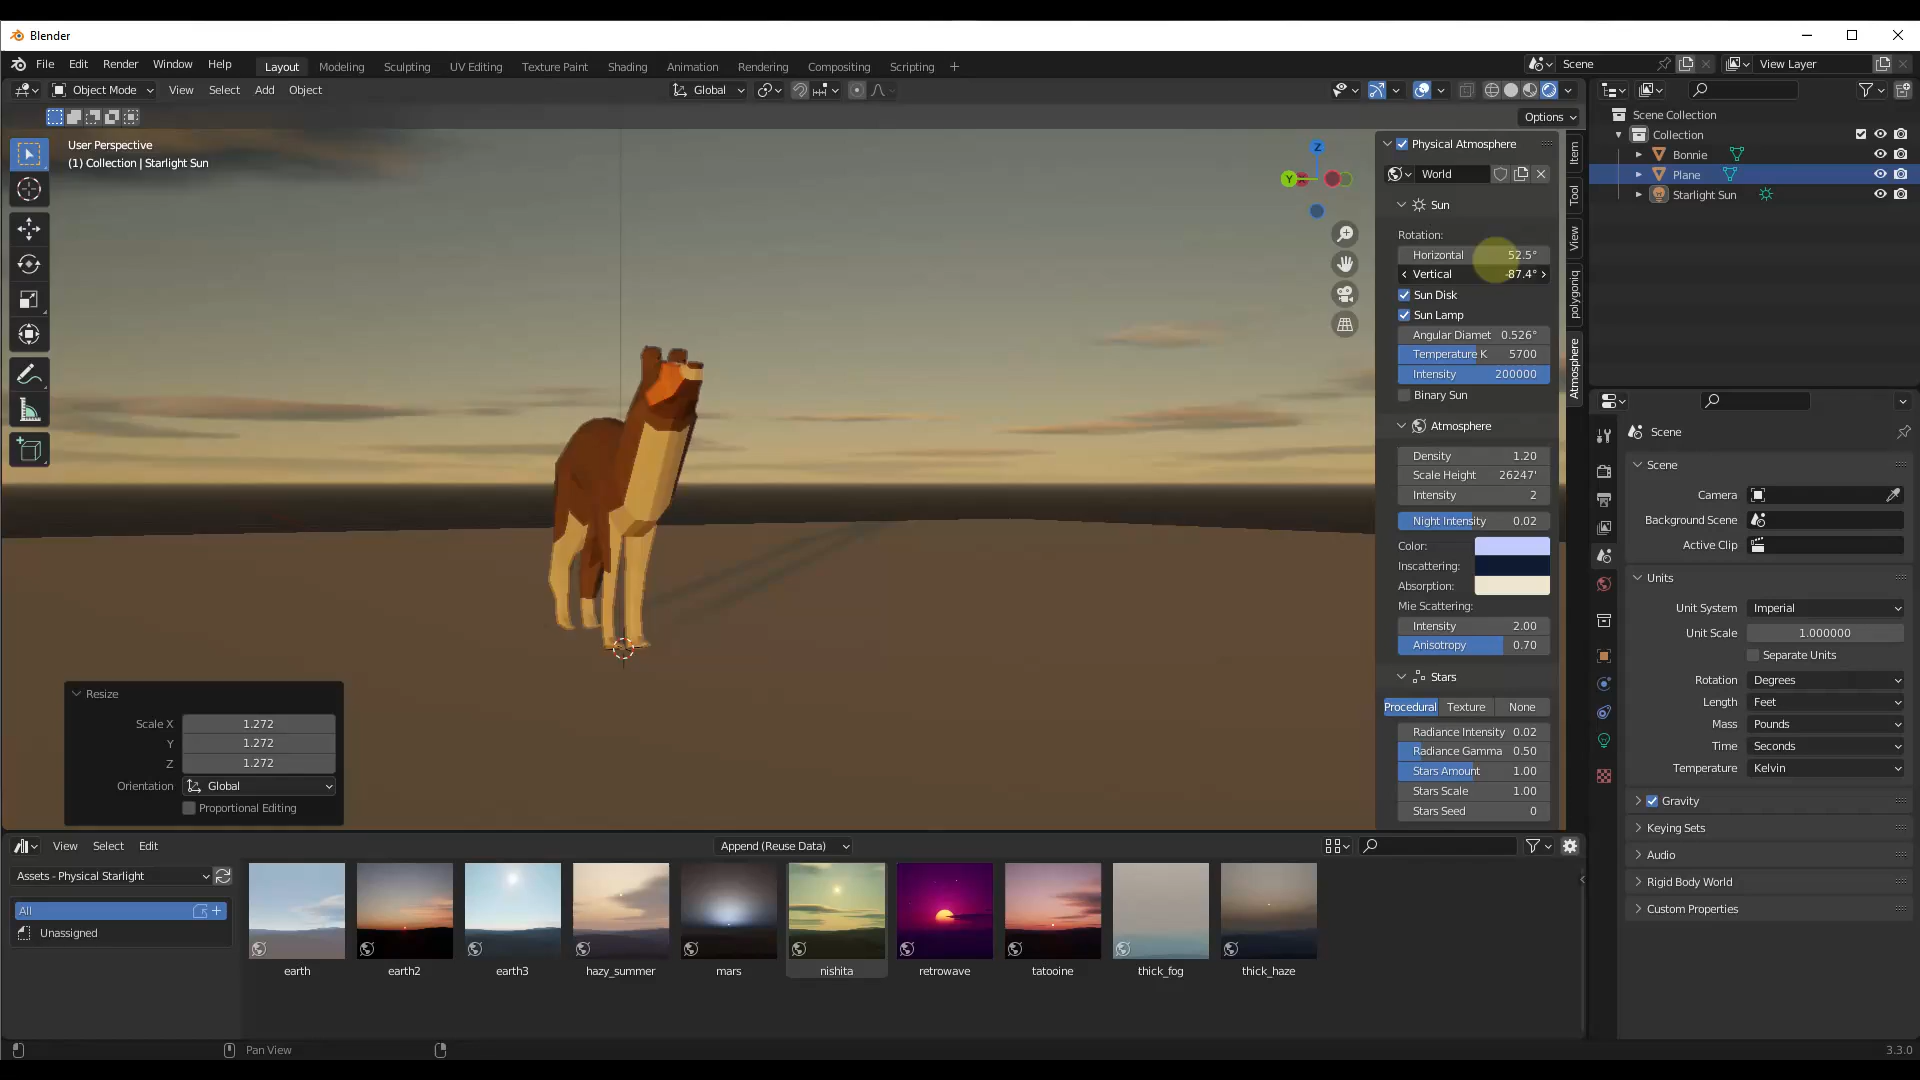 Blender
File Edit Render Window Help Layout Modeling Sculpting UV Editing Texture Paint Shading Animation Rendering Compositing Scripting + Scene View Layer
Object Mode View Select Add Object Global
Options
User Perspective
(1) Collection | Starlight Sun
Z
Y
Physical Atmosphere
World
Sun
Rotation:
Horizontal 52.5°
Vertical -87.4°
Sun Disk
Sun Lamp
Angular Diamet 0.526°
Temperature K 5700
Intensity 200000
Binary Sun
Atmosphere
Density 1.20
Scale Height 26247'
Intensity 2
Night Intensity 0.02
Color:
Inscattering:
Absorption:
Mie Scattering:
Intensity 2.00
Anisotropy 0.70
Stars
Procedural Texture None
Radiance Intensity 0.02
Radiance Gamma 0.50
Stars Amount 1.00
Stars Scale 1.00
Stars Seed 0
Item
Tool
View
polygoniq
Atmosphere
Scene Collection
Collection
Bonnie
Plane
Starlight Sun
Scene
Scene
Camera
Background Scene
Active Clip
Units
Unit System Imperial
Unit Scale 1.000000
Separate Units
Rotation Degrees
Length Feet
Mass Pounds
Time Seconds
Temperature Kelvin
Gravity
Keying Sets
Audio
Rigid Body World
Custom Properties
Resize
Scale X 1.272
Y 1.272
Z 1.272
Orientation Global
Proportional Editing
View Select Edit Append (Reuse Data)
Assets - Physical Starlight
All
Unassigned
earth earth2 earth3 hazy_summer mars nishita retrowave tatooine thick_fog thick_haze
Pan View
3.3.0